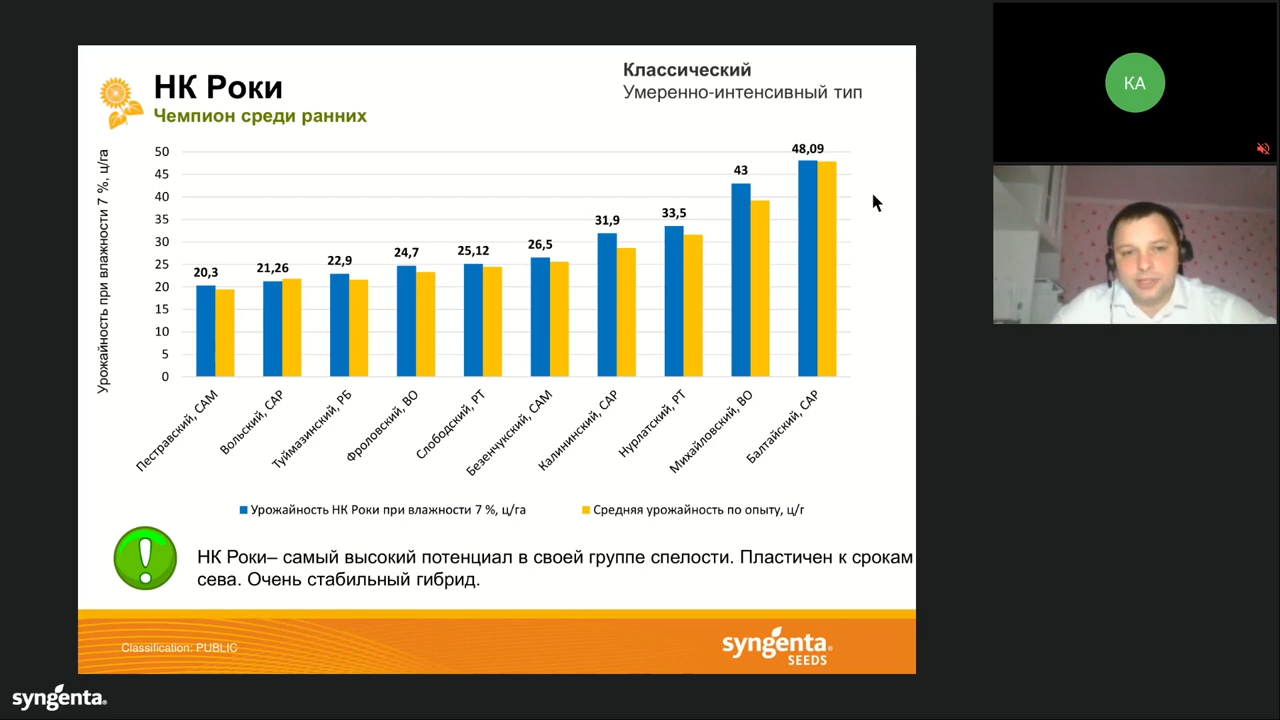 НК Роки
Чемпион среди ранних
Классический
Умеренно-интенсивный тип
Урожайность при влажности 7 %, ц/га
50
45
40
35
30
25
20
15
10
5
0
20,3
21,26
22,9
24,7
25,12
26,5
31,9
33,5
43
48,09
Пестравский, САМ
Вольский, САР
Туймазинский, РБ
Фроловский, ВО
Слободский, РТ
Безенчукский, САМ
Калининский, САР
Нурлатский, РТ
Михайловский, ВО
Балтайский, САР
Урожайность НК Роки при влажности 7 %, ц/га
Средняя урожайность по опыту, ц/г
НК Роки– самый высокий потенциал в своей группе спелости. Пластичен к срокам
сева. Очень стабильный гибрид.
Classification: PUBLIC
syngenta
SEEDS
syngenta
КА